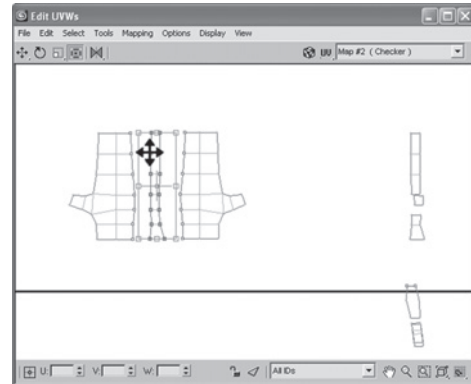 Edit UVWs
File Edit Select Tools Mapping Options Display View
UV Map #2 ( Checker )
U: V: W: All IDs